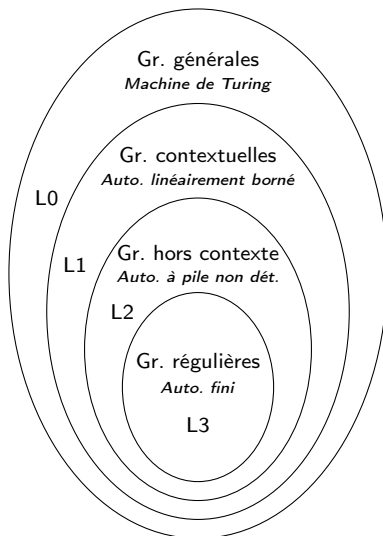 Gr. générales
Machine de Turing
Gr. contextuelles
Auto. linéairement borné
L0
Gr. hors contexte
L1
Auto. à pile non dét.
L2
Gr. régulières
Auto. fini
L3